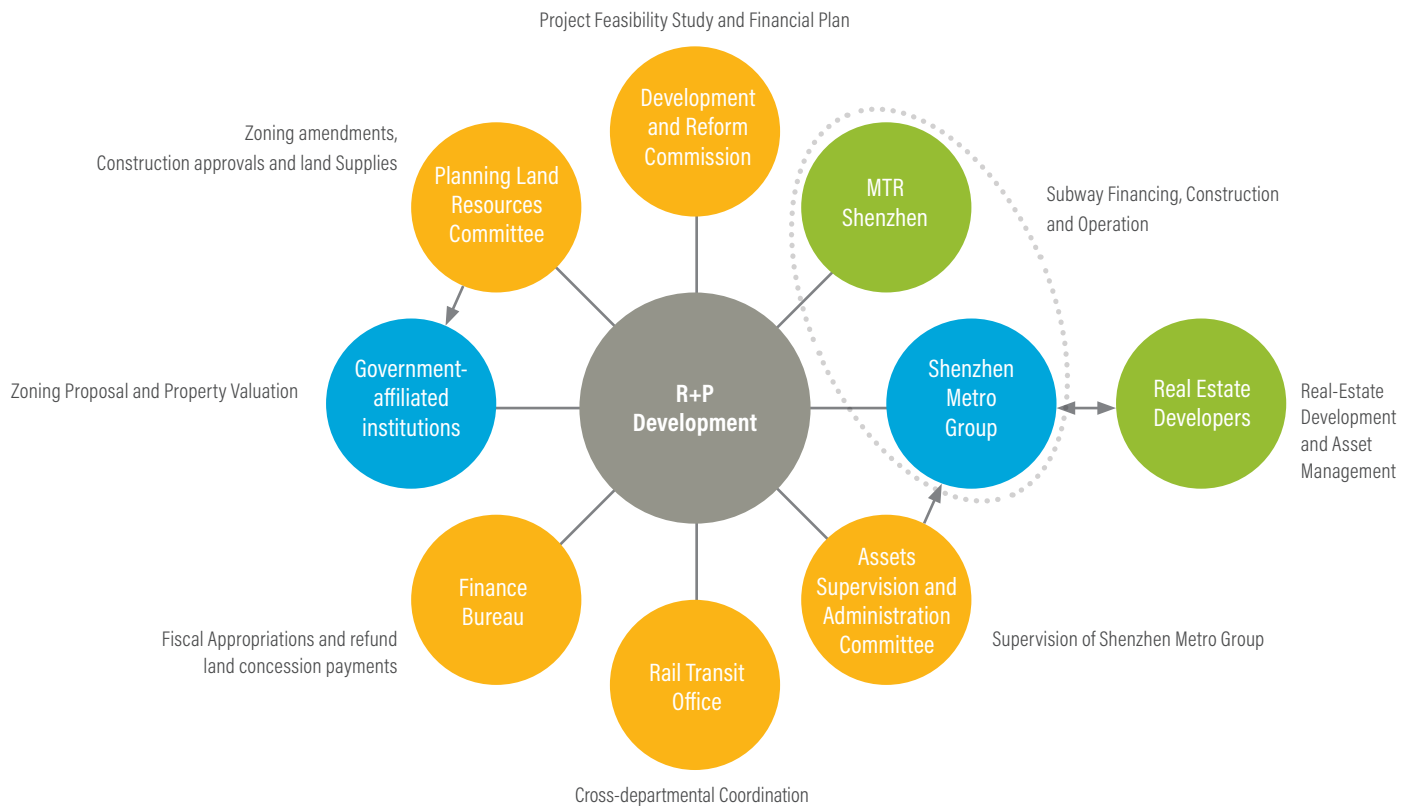 Project Feasibility Study and Financial Plan
Development
and Reform
Commission
Zoning amendments,
Construction approvals and land Supplies
Planning Land
Resources
Committee
MTR
Shenzhen
Subway Financing, Construction
and Operation
Zoning Proposal and Property Valuation
Government-
affiliated
institutions
R+P
Development
Shenzhen
Metro
Group
Real Estate
Developers
Real-Estate
Development
and Asset
Management
Finance
Bureau
Fiscal Appropriations and refund
land concession payments
Rail Transit
Office
Assets
Supervision and
Administration
Committee
Supervision of Shenzhen Metro Group
Cross-departmental Coordination